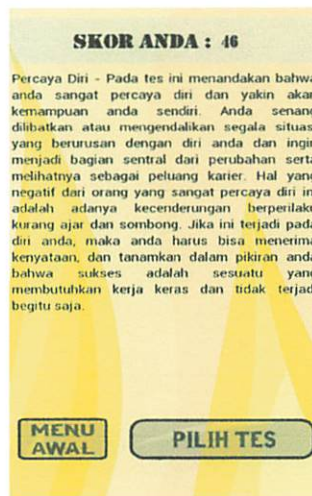 SKOR ANDA : 46
Percaya Diri - Pada tes ini menandakan bahwa
anda sangat percaya diri dan yakin akan
kemampuan anda sendiri. Anda senang
dilibatkan atau mengendalikan segala situas
yang berurusan dengan diri anda dan ingin
menjadi bagian sentral dari perubahan serta
melihatnya sebagai peluang karier. Hal yang
negatif dari orang yang sangat percaya diri in
adalah adanya kecenderungan berperilaku
kurang ajar dan sombong. Jika ini terjadi pada
diri anda, maka anda harus bisa menerima
kenyataan, dan tanamkan dalam pikiran anda
bahwa sukses adalah sesuatu yang
membutuhkan kerja keras dan tidak terjad
begitu saja.
MENU
AWAL
PILIH TES